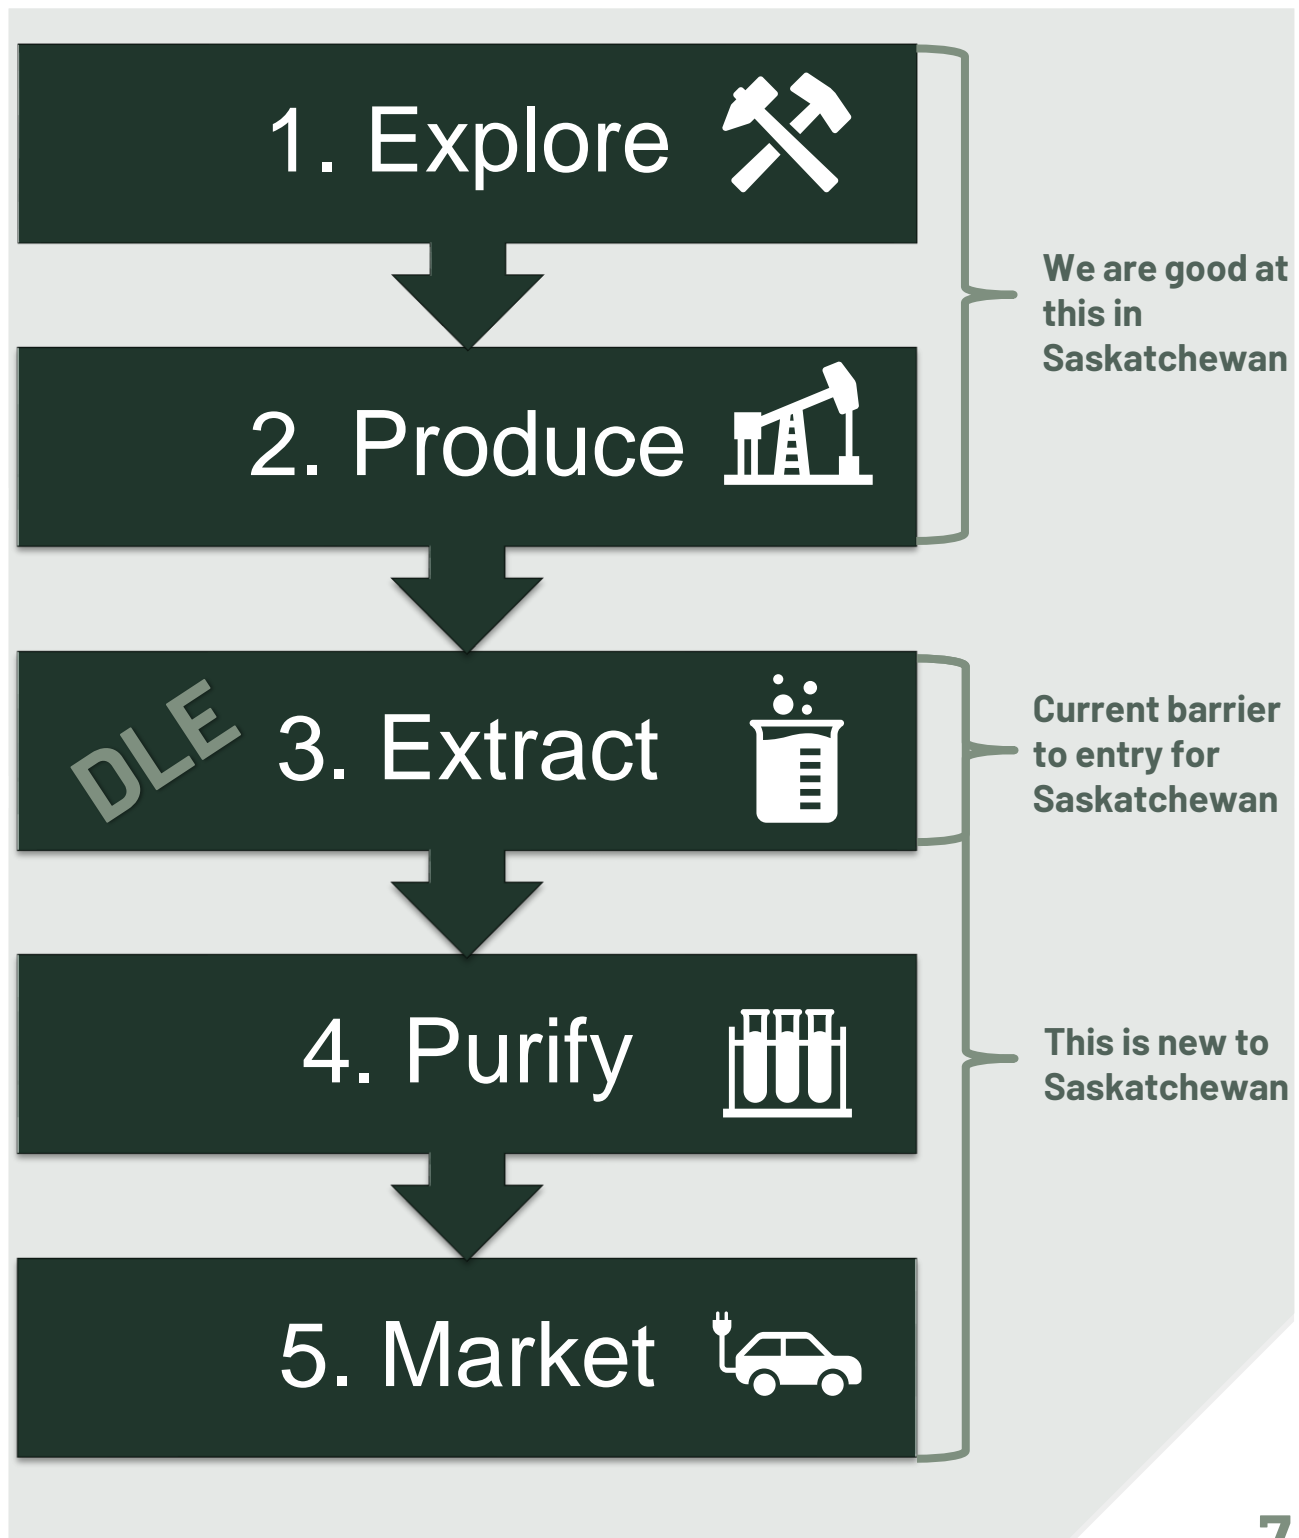 1. Explore
We are good at
this in
Saskatchewan
2. Produce
DLE
3. Extract
Current barrier
to entry for
Saskatchewan
4. Purify
This is new to
Saskatchewan
5. Market
7